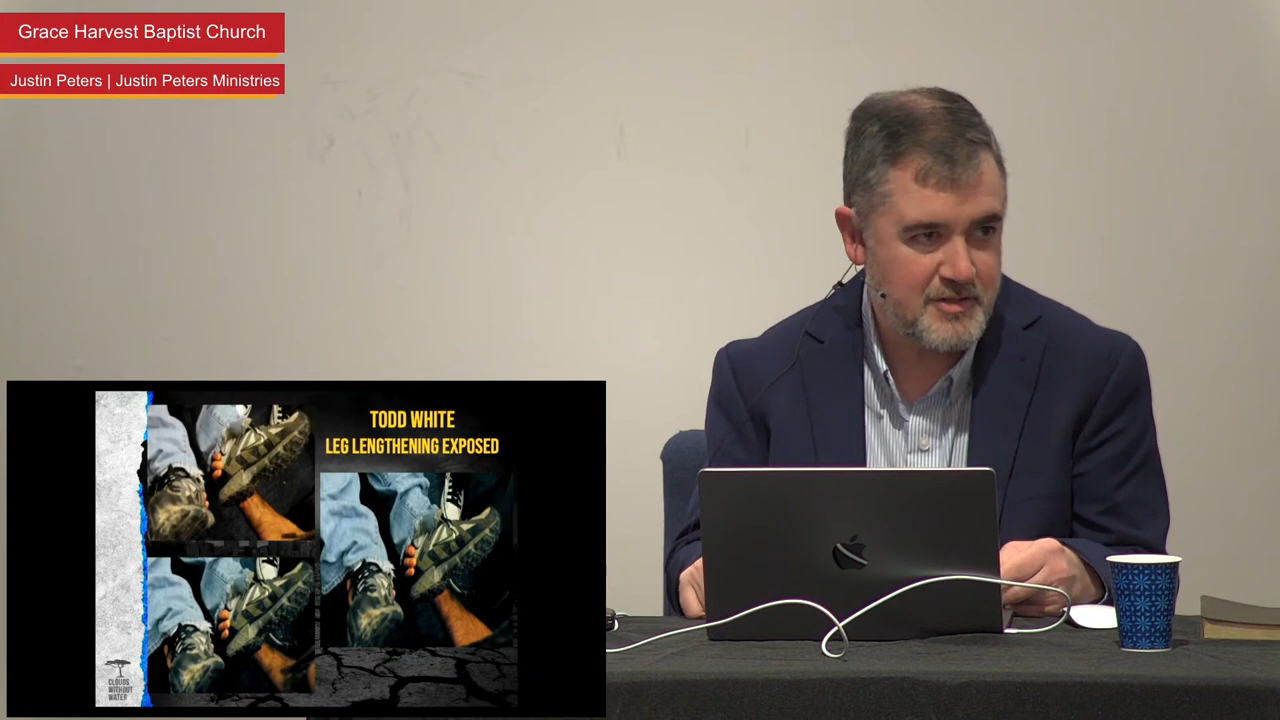 Grace Harvest Baptist Church
Justin Peters | Justin Peters Ministries
TODD WHITE
LEG LENGTHENING EXPOSED
CLOUDS
WITHOUT
WATER